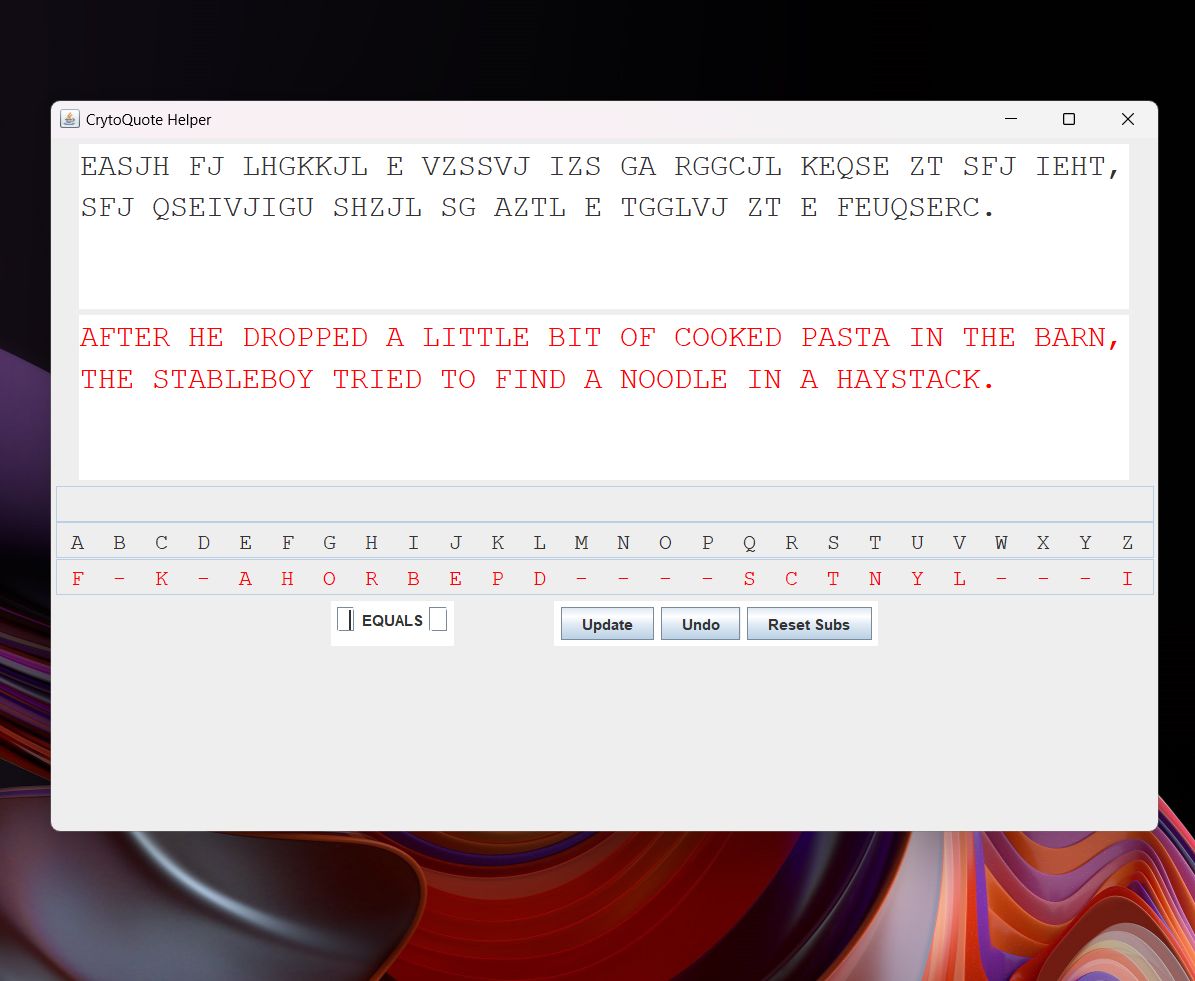 CrytoQuote Helper
EASJH FJ LHGKKJL E VZSSVJ IZS GA RGGCJL KEQSE ZT SFJ IEHT,
SFJ QSEIVJIGU SHZJL SG AZTL E TGGLVJ ZT E FEUQSERC.
AFTER HE DROPPED A LITTLE BIT OF COOKED PASTA IN THE BARN,
THE STABLEBOY TRIED TO FIND A NOODLE IN A HAYSTACK.
A B C D E F G H I J K L M N O P Q R S T U V W X Y Z
F - K - A H O R B E P D - - - - S C T N Y L - - - I
EQUALS Update Undo Reset Subs